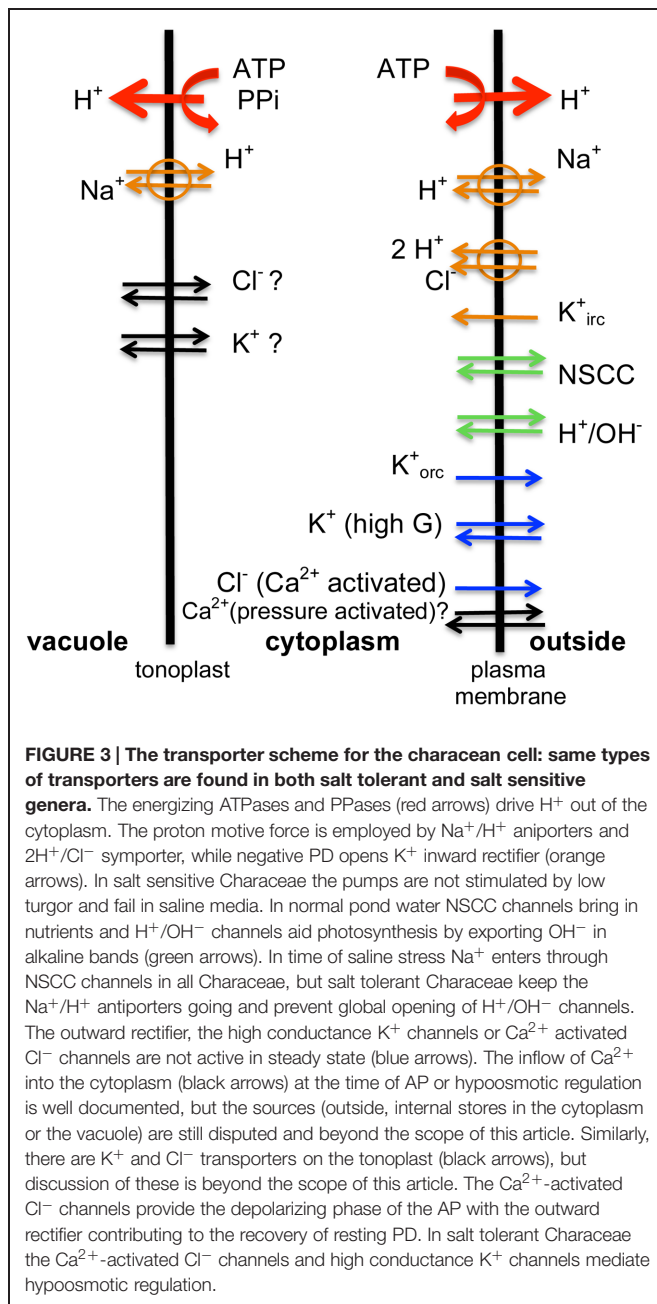 ATP ATP
H⁺ PPi H⁺
H⁺ Na⁺
Na⁺ H⁺
2 H⁺
Cl⁻ ? Cl⁻
K⁺ ? K⁺irc
NSCC
H⁺/OH⁻
K⁺orc
K⁺ (high G)
Cl⁻ (Ca²⁺ activated)
Ca²⁺(pressure activated)?
vacuole cytoplasm outside
tonoplast plasma
membrane
FIGURE 3 | The transporter scheme for the characean cell: same types
of transporters are found in both salt tolerant and salt sensitive
genera. The energizing ATPases and PPases (red arrows) drive H⁺ out of the
cytoplasm. The proton motive force is employed by Na⁺/H⁺ aniporters and
2H⁺/Cl⁻ symporter, while negative PD opens K⁺ inward rectifier (orange
arrows). In salt sensitive Characeae the pumps are not stimulated by low
turgor and fail in saline media. In normal pond water NSCC channels bring in
nutrients and H⁺/OH⁻ channels aid photosynthesis by exporting OH⁻ in
alkaline bands (green arrows). In time of saline stress Na⁺ enters through
NSCC channels in all Characeae, but salt tolerant Characeae keep the
Na⁺/H⁺ antiporters going and prevent global opening of H⁺/OH⁻ channels.
The outward rectifier, the high conductance K⁺ channels or Ca²⁺ activated
Cl⁻ channels are not active in steady state (blue arrows). The inflow of Ca²⁺
into the cytoplasm (black arrows) at the time of AP or hypoosmotic regulation
is well documented, but the sources (outside, internal stores in the cytoplasm
or the vacuole) are still disputed and beyond the scope of this article. Similarly,
there are K⁺ and Cl⁻ transporters on the tonoplast (black arrows), but
discussion of these is beyond the scope of this article. The Ca²⁺-activated
Cl⁻ channels provide the depolarizing phase of the AP with the outward
rectifier contributing to the recovery of resting PD. In salt tolerant Characeae
the Ca²⁺-activated Cl⁻ channels and high conductance K⁺ channels mediate
hypoosmotic regulation.